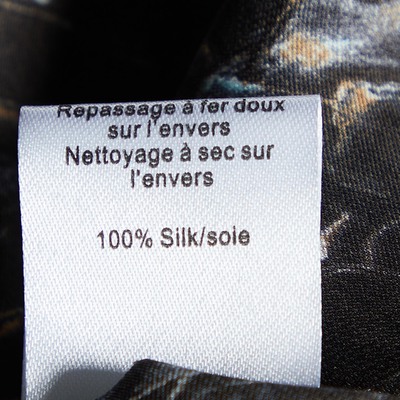 Repassage à fer doux
sur l'envers
Nettoyage à sec sur
l'envers
100% Silk/soie